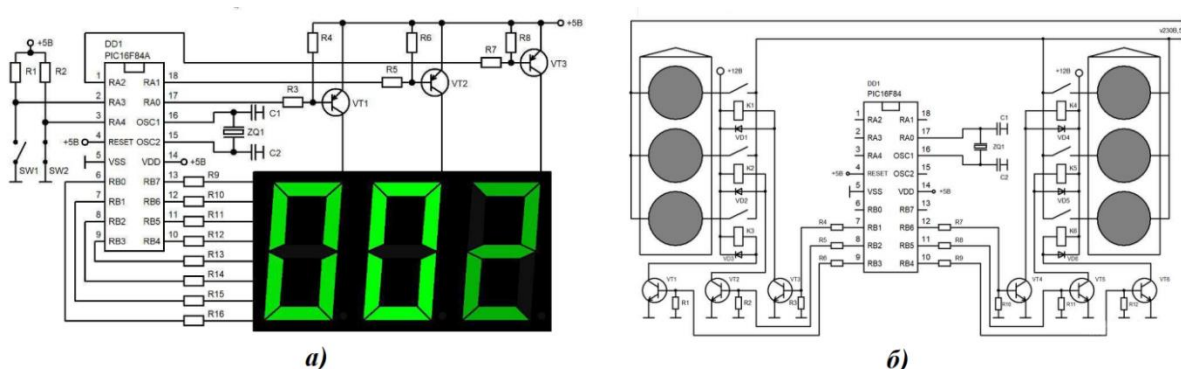 +5В
R1
R2
DD1
PIC16F84A
1 RA2 RA1 18
2 RA3 RA0 17
3 RA4 OSC1 16
4 RESET OSC2 15
5 VSS VDD 14
6 RB0 RB7 13
7 RB1 RB6 12
8 RB2 RB5 11
9 RB3 RB4 10
+5В
+5В
SW1
SW2
C1
ZQ1
C2
R3
R4
VT1
R5
R6
VT2
R7
R8
VT3
+5В
R9
R10
R11
R12
R13
R14
R15
R16
002
а)
+12В
K1
VD1
K2
VD2
K3
VD3
DD1
PIC16F84
1 RA2 RA1 18
2 RA3 RA0 17
3 RA4 OSC1 16
4 RESET OSC2 15
5 VSS VDD 14
6 RB0 RB7 13
7 RB1 RB6 12
8 RB2 RB5 11
9 RB3 RB4 10
+5В
+5В
C1
ZQ1
C2
R4
R5
R6
R7
R8
R9
VT1
R1
VT2
R2
VT3
R3
R10
VT4
R11
VT5
R12
VT6
+12В
K4
VD4
K5
VD5
K6
VD6
б)